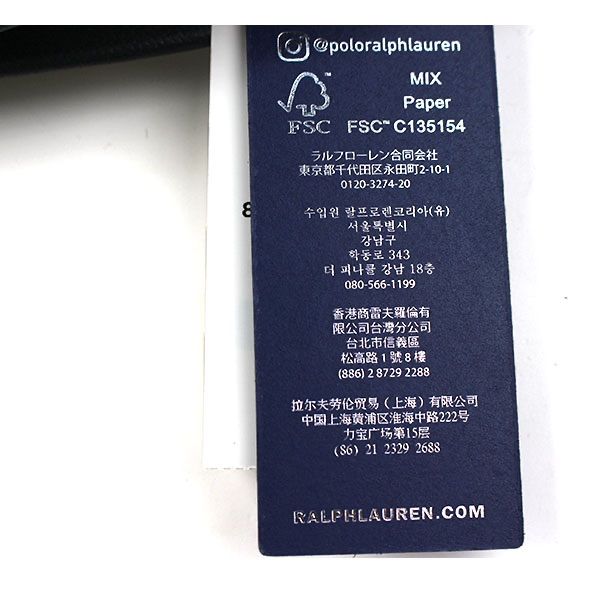 @poloralphlauren
MIX
Paper
FSC™ C135154
FSC
ラルフローレン合同会社
東京都千代田区永田町2-10-1
0120-3274-20
수입원 랄프로렌코리아(유)
서울특별시
강남구
학동로 343
더 피나클 강남 18층
080-566-1199
香港商雷夫羅倫有
限公司台灣分公司
台北市信義區
松高路1號8樓
(886) 2 8729 2288
拉尔夫劳伦贸易（上海）有限公司
中国上海黄浦区淮海中路222号
力宝广场第15层
(86) 21 2329 2688
RALPHLAUREN.COM